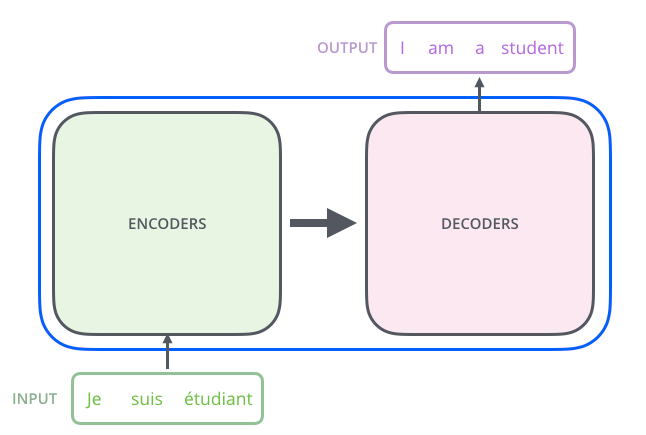 OUTPUT I am a student
ENCODERS DECODERS
INPUT Je suis étudiant